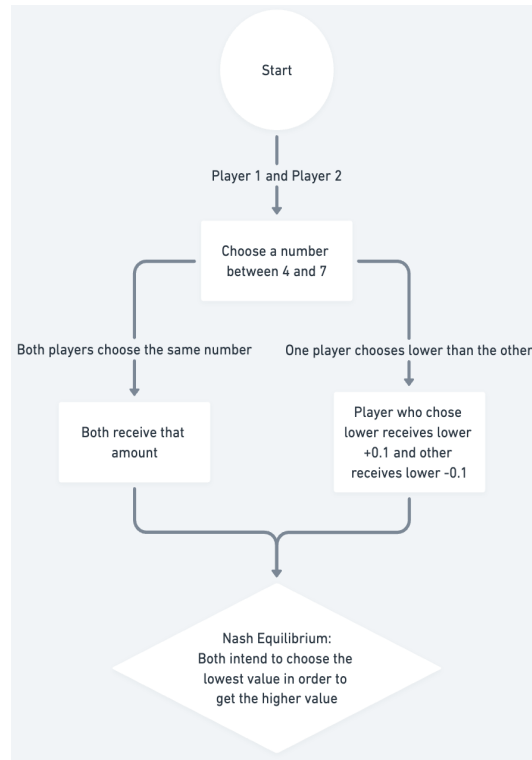 Start
Player 1 and Player 2
Choose a number
between 4 and 7
Both players choose the same number
One player chooses lower than the other
Both receive that
amount
Player who chose
lower receives lower
+0.1 and other
receives lower -0.1
Nash Equilibrium:
Both intend to choose the
lowest value in order to
get the higher value